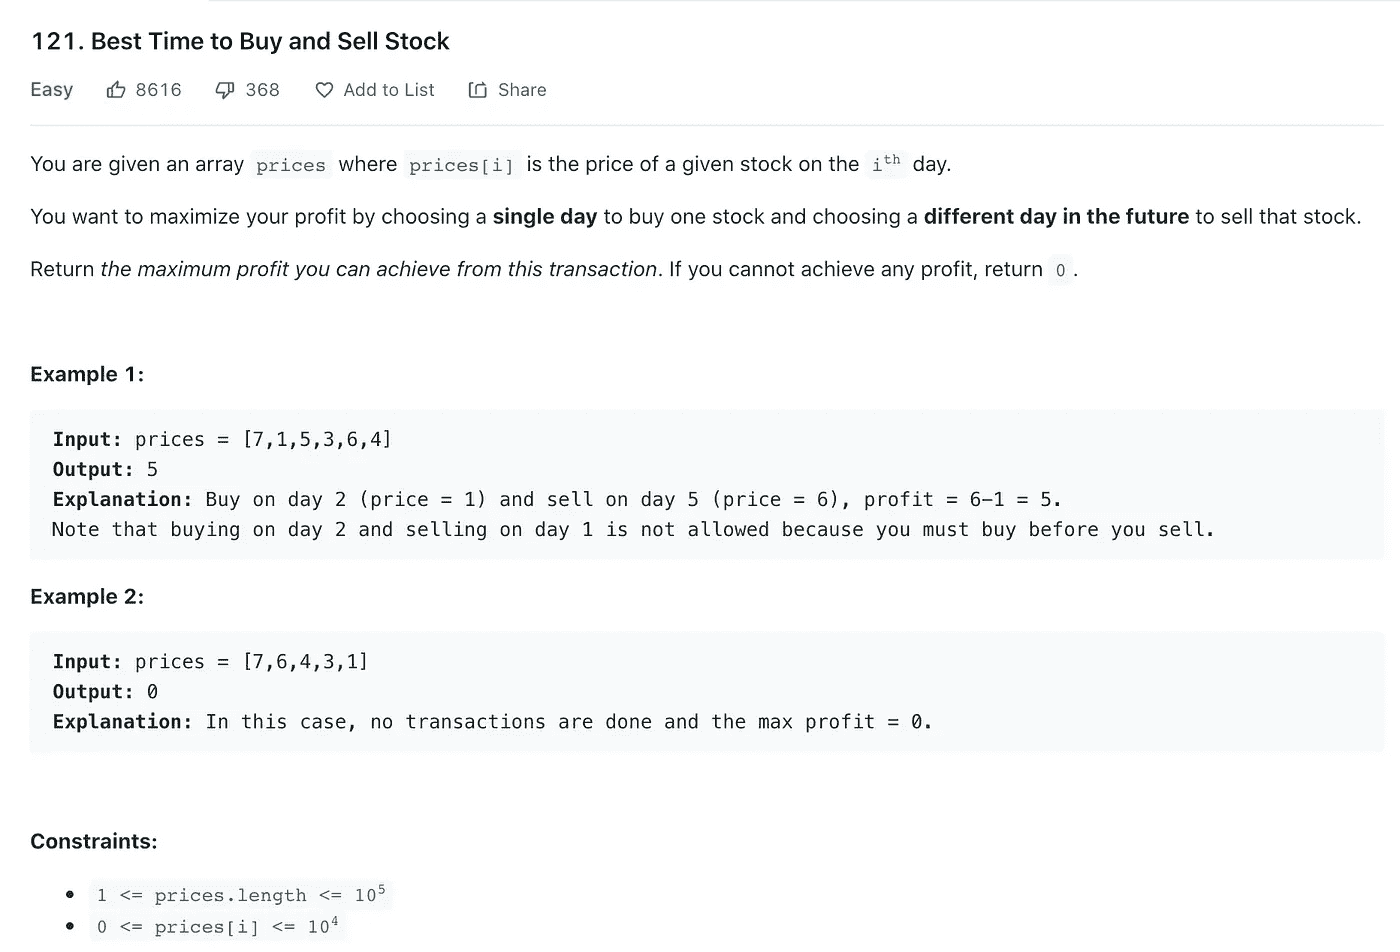 121. Best Time to Buy and Sell Stock
Easy 8616 368 Add to List Share
You are given an array prices where prices[i] is the price of a given stock on the iᵗʰ day.
You want to maximize your profit by choosing a single day to buy one stock and choosing a different day in the future to sell that stock.
Return the maximum profit you can achieve from this transaction. If you cannot achieve any profit, return 0.
Example 1:
Input: prices = [7,1,5,3,6,4]
Output: 5
Explanation: Buy on day 2 (price = 1) and sell on day 5 (price = 6), profit = 6-1 = 5.
Note that buying on day 2 and selling on day 1 is not allowed because you must buy before you sell.
Example 2:
Input: prices = [7,6,4,3,1]
Output: 0
Explanation: In this case, no transactions are done and the max profit = 0.
Constraints:
• 1 <= prices.length <= 10⁵
• 0 <= prices[i] <= 10⁴